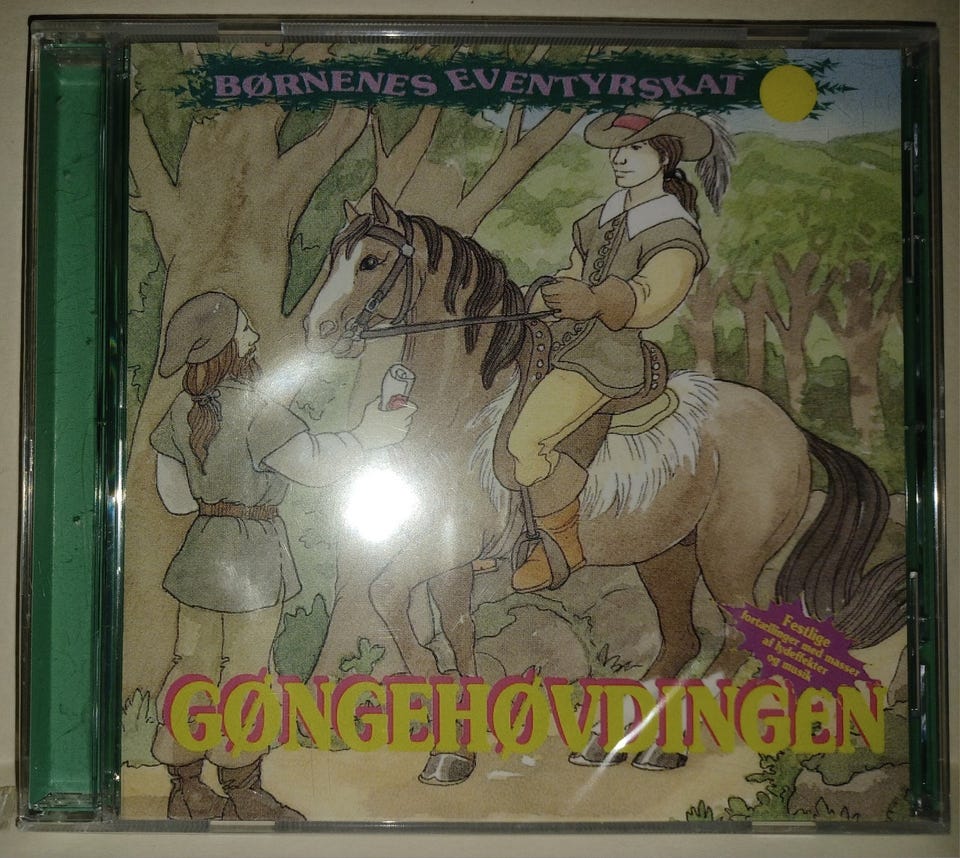 BØRNENES EVENTYRSKAT
Festlige
fortællinger med masser
af lydeffekter
og musik
GØNGEHØVDINGEN